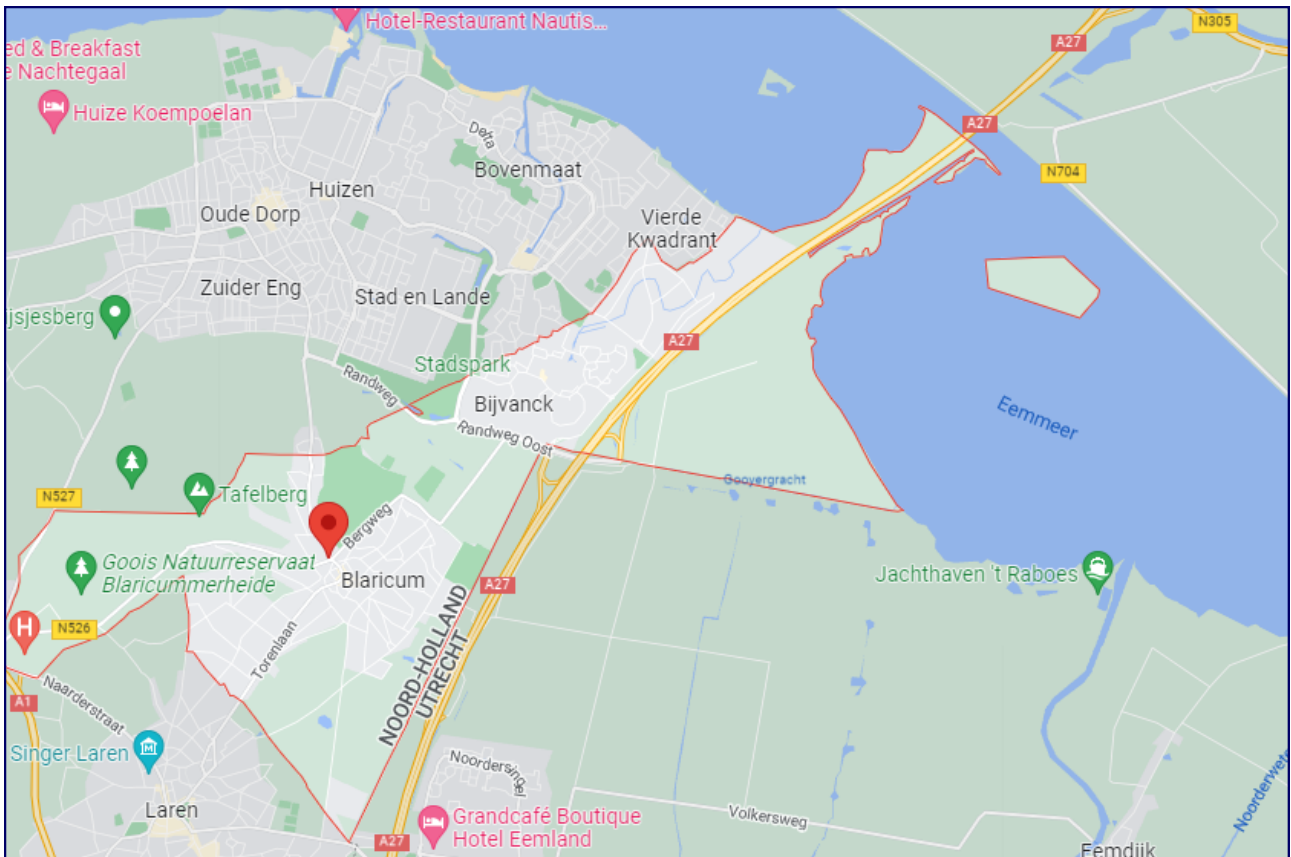 Hotel-Restaurant Nautis...
N305
A27
ed & Breakfast
e Nachtegaal
Huize Koempoelan
A27
Delta
Bovenmaat
N704
Huizen
Oude Dorp
Vierde
Kwadrant
Zuider Eng
Stad en Lande
ijsjesberg
A27
Stadspark
Randweg
Bijvanck
Eemmeer
Randweg Oost
Gooyergracht
N527
Tafelberg
Bergweg
Goois Natuurreservaat
Blaricummerheide
Blaricum
Jachthaven 't Raboes
A27
H
N526
NOORD-HOLLAND
UTRECHT
Torenlaan
Naarderstraat
A1
Singer Laren
M
Noordersingel
Laren
Grandcafé Boutique
Hotel Eemland
A27
Volkersweg
Noorderwete
Eemdijk